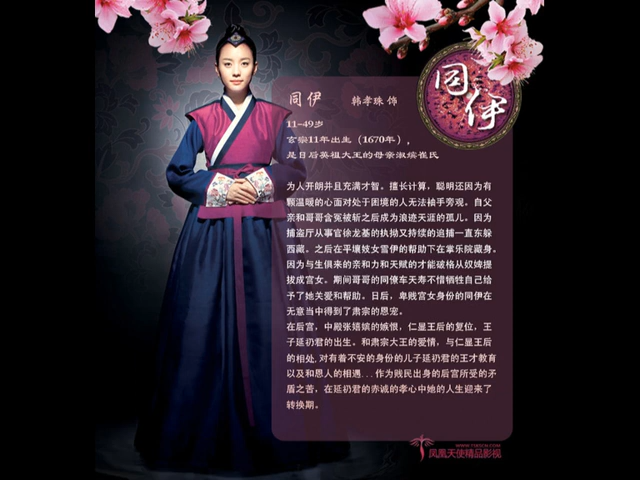 同伊
同伊 韩孝珠 饰
11-49岁
玄宗11年出生（1670年），
是日后英祖大王的母亲淑缤崔氏
为人开朗并且充满才智。擅长计算，聪明还因为有
颗温暖的心面对处于困境的人无法袖手旁观。自父
亲和哥哥含冤被斩之后成为浪迹天涯的孤儿。因为
捕盗厅从事官徐龙基的执拗又持续的追捕一直东躲
西藏。之后在平壤妓女雪伊的帮助下在掌乐院藏身。
因为与生俱来的亲和力和天赋的才能破格从奴婢提
拔成宫女。期间哥哥的同僚车天寿不惜牺牲自己给
予了她关爱和帮助。日后，卑贱宫女身份的同伊在
无意当中得到了肃宗的恩宠。
在后宫，中殿张嬉嫔的嫉恨，仁显王后的复位，王
子延礽君的出生。和肃宗大王的爱情，与仁显王后
的相处，对有着不安的身份的儿子延礽君的王才教育
以及和恩人的相遇...作为贱民出身的后宫所受的矛
盾之苦，在延礽君的赤诚的孝心中她的人生迎来了
转换期。
凤凰天使精品影视